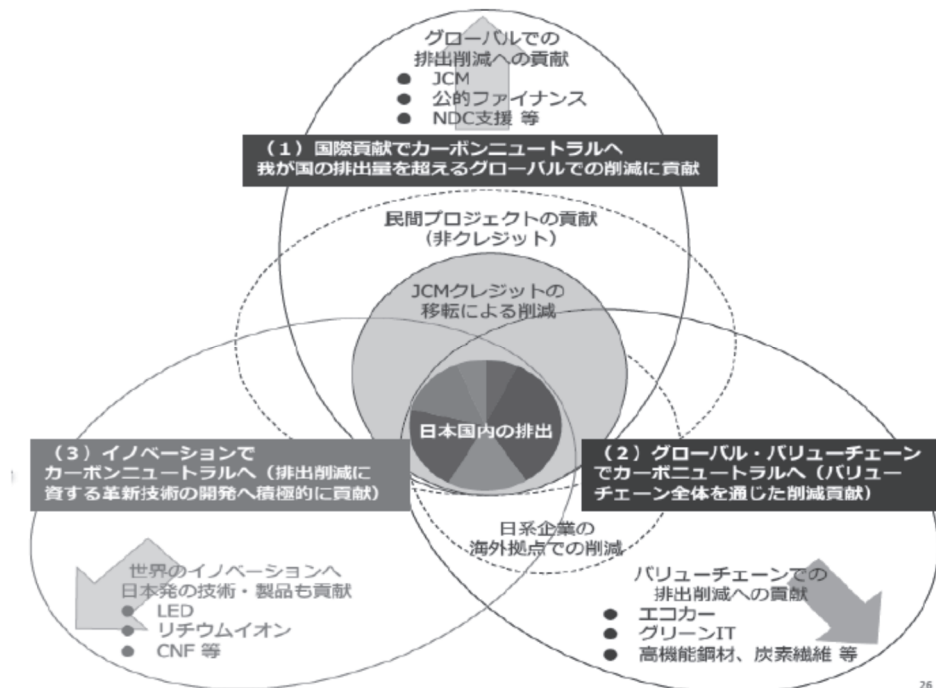 グローバルでの
排出削減への貢献
● JCM
● 公的ファイナンス
● NDC支援 等
（１）国際貢献でカーボンニュートラルへ
我が国の排出量を超えるグローバルでの削減に貢献
民間プロジェクトの貢献
（非クレジット）
JCMクレジットの
移転による削減
日本国内の排出
（３）イノベーションで
カーボンニュートラルへ（排出削減に
資する革新技術の開発へ積極的に貢献）
（２）グローバル・バリューチェーン
でカーボニュートラルへ（バリュー
チェーン全体を通じた削減貢献）
日系企業の
海外拠点での削減
世界のイノベーションへ
日本発の技術・製品も貢献
● LED
● リチウムイオン
● CNF 等
バリューチェーンでの
排出削減への貢献
● エコカー
● グリーンIT
● 高機能鋼材、炭素繊維 等
26